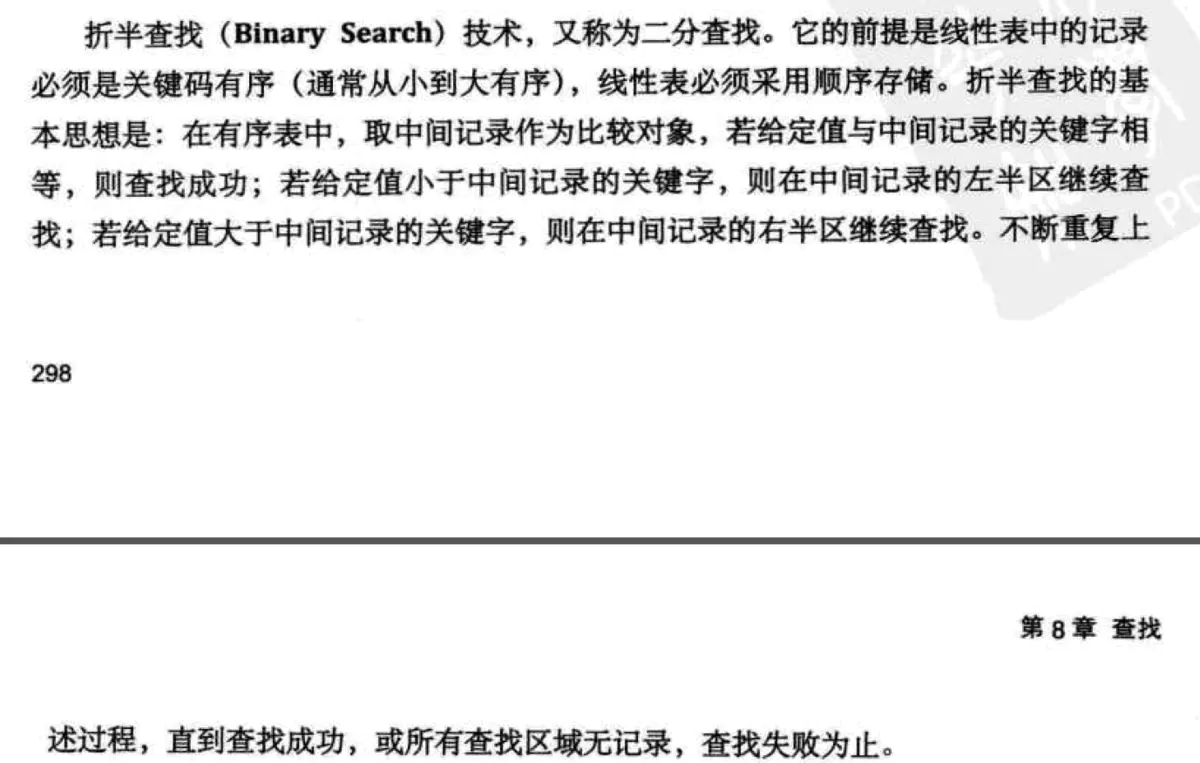 折半查找（Binary Search）技术，又称为二分查找。它的前提是线性表中的记录
必须是关键码有序（通常从小到大有序），线性表必须采用顺序存储。折半查找的基
本思想是：在有序表中，取中间记录作为比较对象，若给定值与中间记录的关键字相
等，则查找成功；若给定值小于中间记录的关键字，则在中间记录的左半区继续查
找；若给定值大于中间记录的关键字，则在中间记录的右半区继续查找。不断重复上
298
第 8 章 查找
述过程，直到查找成功，或所有查找区域无记录，查找失败为止。